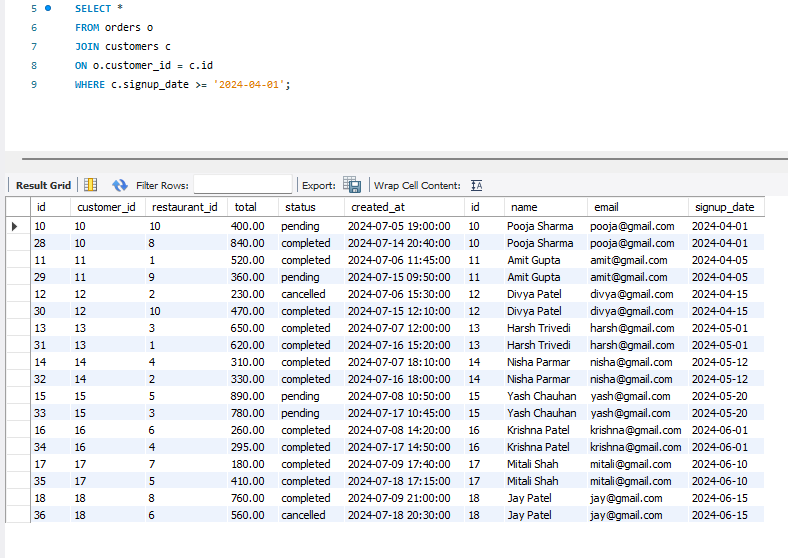 5 SELECT *
6 FROM orders o
7 JOIN customers c
8 ON o.customer_id = c.id
9 WHERE c.signup_date >= '2024-04-01';
Result Grid Filter Rows: Export: Wrap Cell Content: IA
id customer_id restaurant_id total status created_at id name email signup_date
10 10 10 400.00 pending 2024-07-05 19:00:00 10 Pooja Sharma pooja@gmail.com 2024-04-01
28 10 8 840.00 completed 2024-07-14 20:40:00 10 Pooja Sharma pooja@gmail.com 2024-04-01
11 11 1 520.00 completed 2024-07-06 11:45:00 11 Amit Gupta amit@gmail.com 2024-04-05
29 11 9 360.00 pending 2024-07-15 09:50:00 11 Amit Gupta amit@gmail.com 2024-04-05
12 12 2 230.00 cancelled 2024-07-06 15:30:00 12 Divya Patel divya@gmail.com 2024-04-15
30 12 10 470.00 completed 2024-07-15 12:10:00 12 Divya Patel divya@gmail.com 2024-04-15
13 13 3 650.00 completed 2024-07-07 12:00:00 13 Harsh Trivedi harsh@gmail.com 2024-05-01
31 13 1 620.00 completed 2024-07-16 15:20:00 13 Harsh Trivedi harsh@gmail.com 2024-05-01
14 14 4 310.00 completed 2024-07-07 18:10:00 14 Nisha Parmar nisha@gmail.com 2024-05-12
32 14 2 330.00 completed 2024-07-16 18:00:00 14 Nisha Parmar nisha@gmail.com 2024-05-12
15 15 5 890.00 pending 2024-07-08 10:50:00 15 Yash Chauhan yash@gmail.com 2024-05-20
33 15 3 780.00 pending 2024-07-17 10:45:00 15 Yash Chauhan yash@gmail.com 2024-05-20
16 16 6 260.00 completed 2024-07-08 14:20:00 16 Krishna Patel krishna@gmail.com 2024-06-01
34 16 4 295.00 completed 2024-07-17 14:50:00 16 Krishna Patel krishna@gmail.com 2024-06-01
17 17 7 180.00 completed 2024-07-09 17:40:00 17 Mitali Shah mitali@gmail.com 2024-06-10
35 17 5 410.00 completed 2024-07-18 17:15:00 17 Mitali Shah mitali@gmail.com 2024-06-10
18 18 8 760.00 completed 2024-07-09 21:00:00 18 Jay Patel jay@gmail.com 2024-06-15
36 18 6 560.00 cancelled 2024-07-18 20:30:00 18 Jay Patel jay@gmail.com 2024-06-15